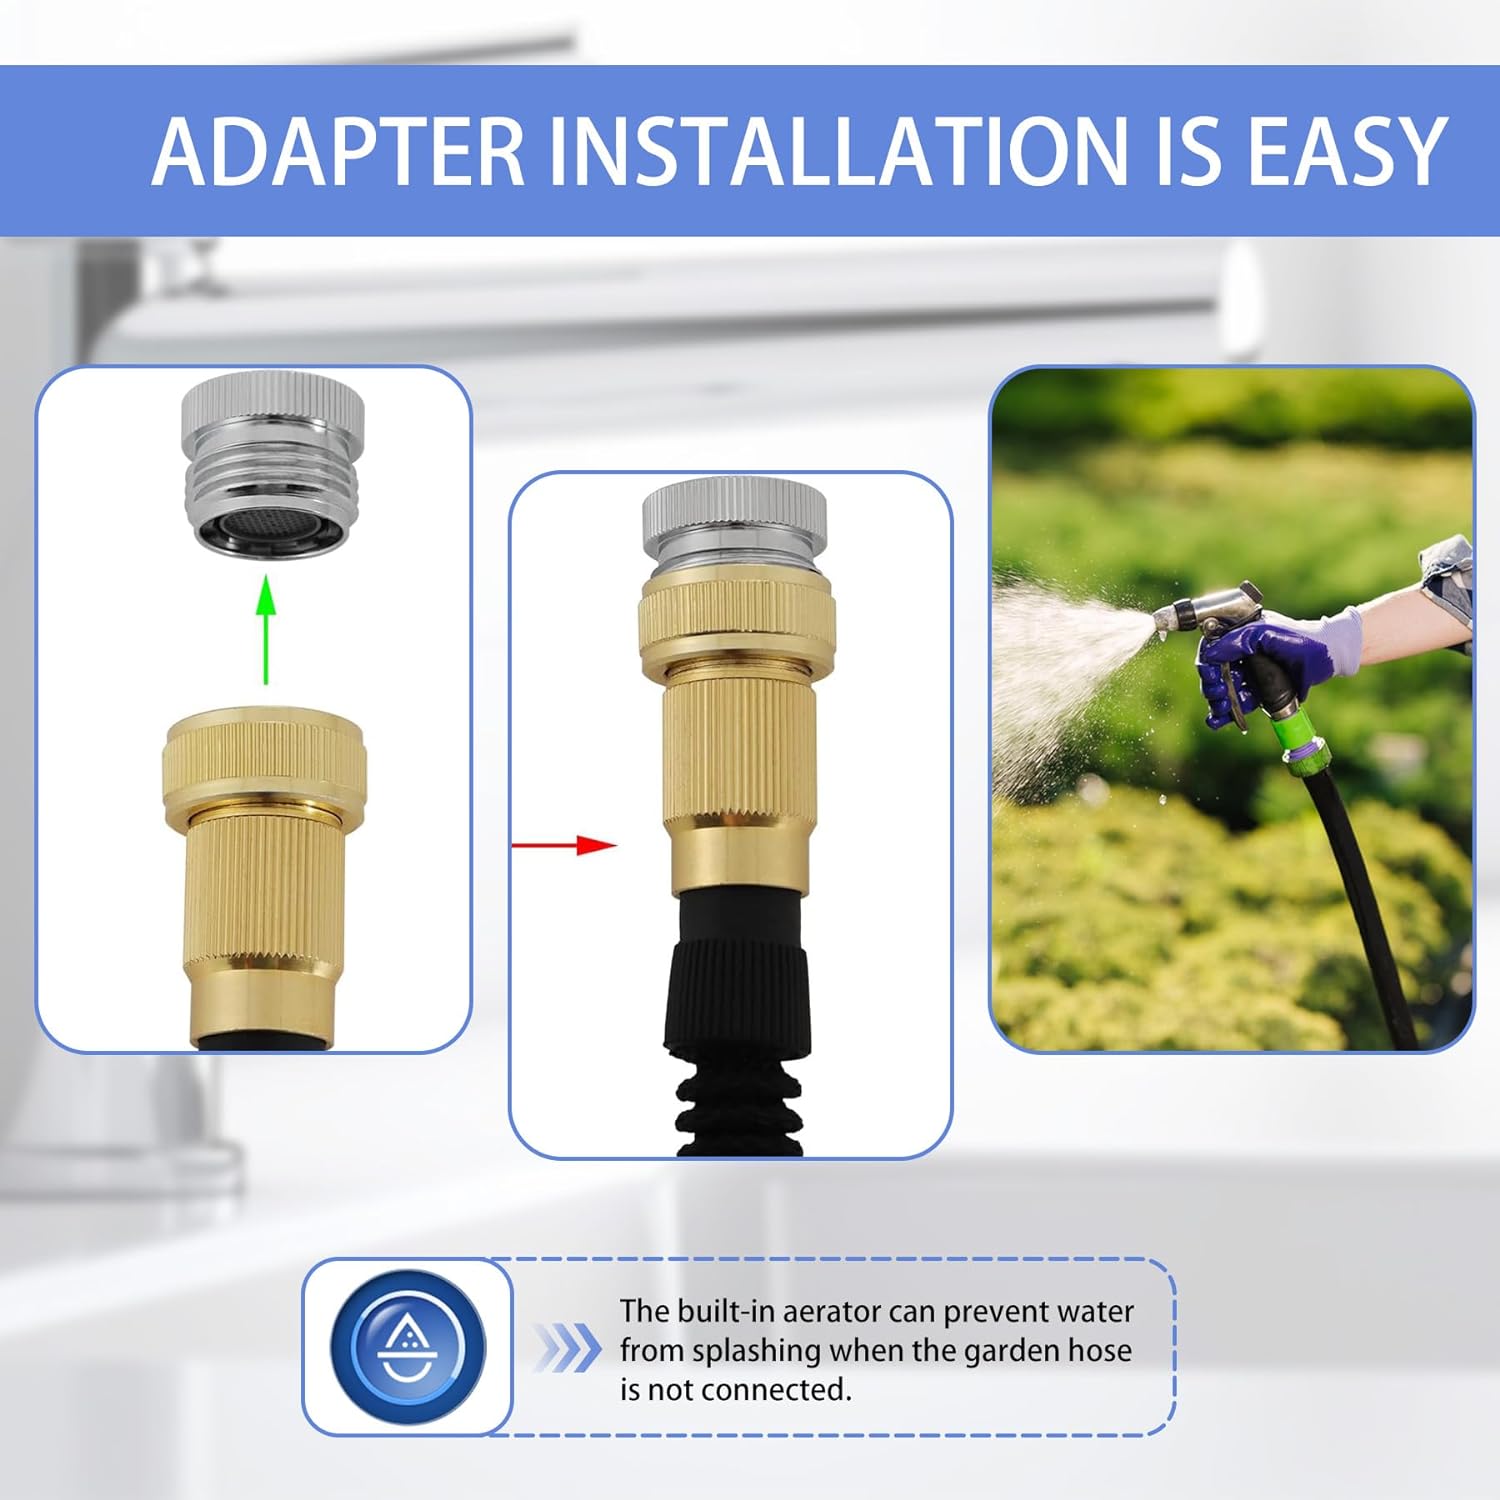 ADAPTER INSTALLATION IS EASY
The built-in aerator can prevent water
from splashing when the garden hose
is not connected.